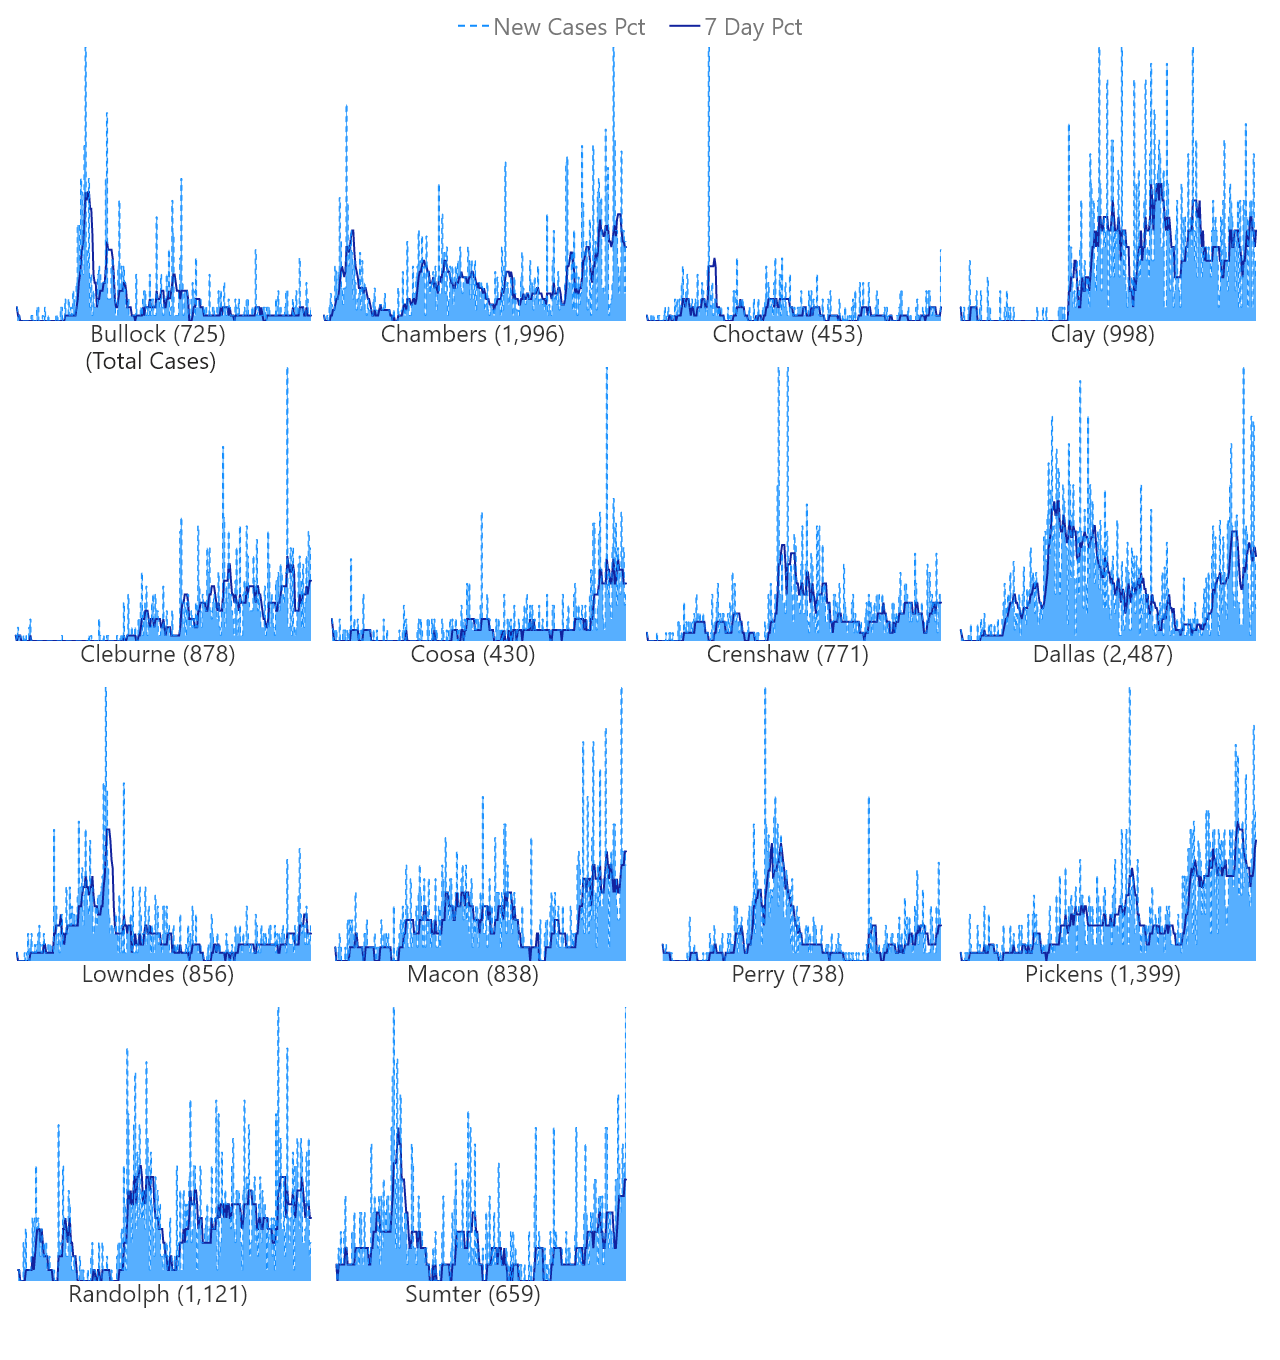 New Cases Pct 7 Day Pct
Bullock (725) Chambers (1,996) Choctaw (453) Clay (998)
(Total Cases)
Cleburne (878) Coosa (430) Crenshaw (771) Dallas (2,487)
Lowndes (856) Macon (838) Perry (738) Pickens (1,399)
Randolph (1,121) Sumter (659)